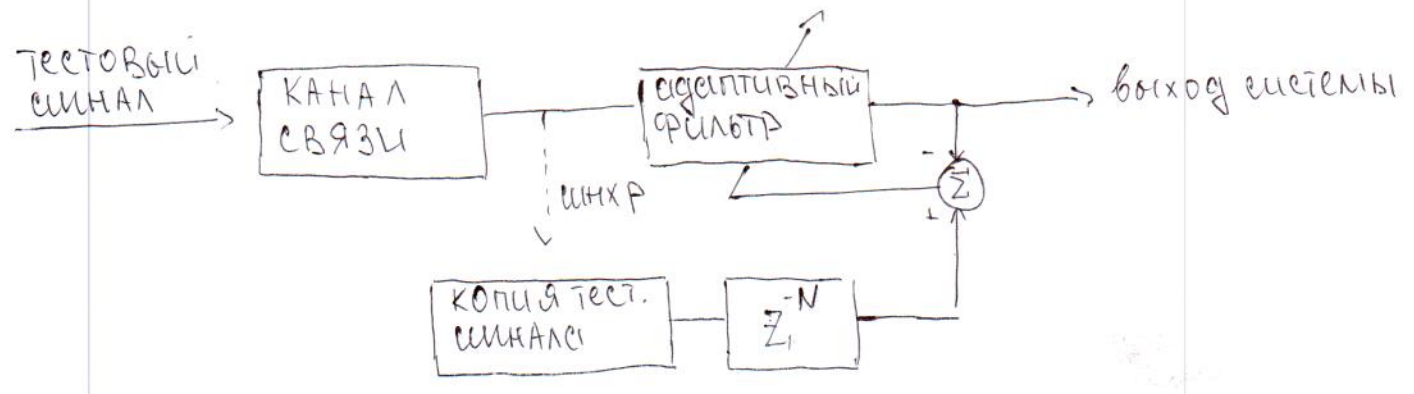 тестовый
сигнал
КАНАЛ
СВЯЗИ
адаптивный
фильтр
выход системы
-
Σ
+
синхр
КОПИЯ ТЕСТ.
СИГНАЛА
Z^-N